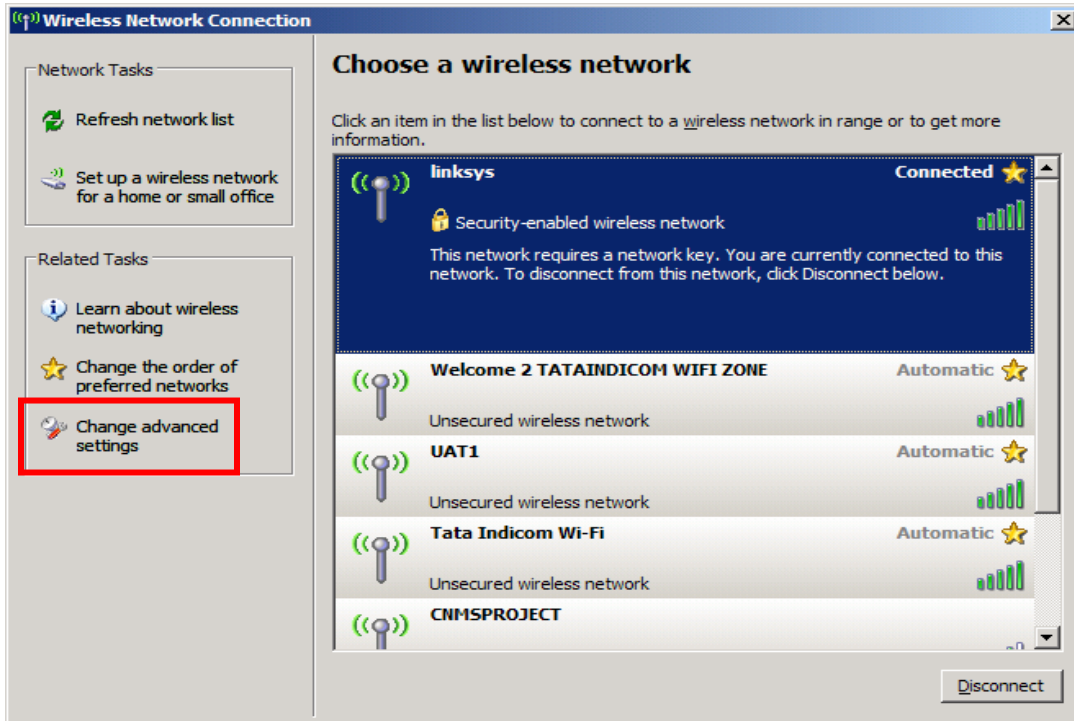 Wireless Network Connection
Network Tasks
Refresh network list
Set up a wireless network
for a home or small office
Related Tasks
Learn about wireless
networking
Change the order of
preferred networks
Change advanced
settings
Choose a wireless network
Click an item in the list below to connect to a wireless network in range or to get more
information.
linksys Connected
Security-enabled wireless network
This network requires a network key. You are currently connected to this
network. To disconnect from this network, click Disconnect below.
Welcome 2 TATAINDICOM WIFI ZONE Automatic
Unsecured wireless network
UAT1 Automatic
Unsecured wireless network
Tata Indicom Wi-Fi Automatic
Unsecured wireless network
CNMSPROJECT
Disconnect